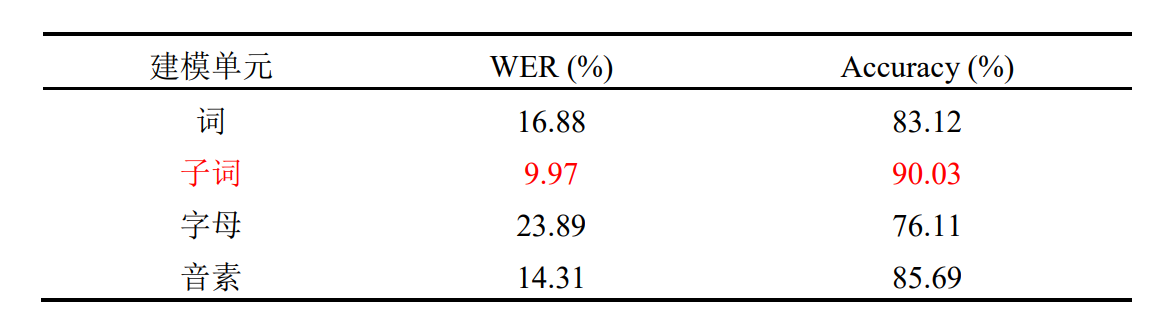 建模单元 WER (%) Accuracy (%)
词 16.88 83.12
子词 9.97 90.03
字母 23.89 76.11
音素 14.31 85.69